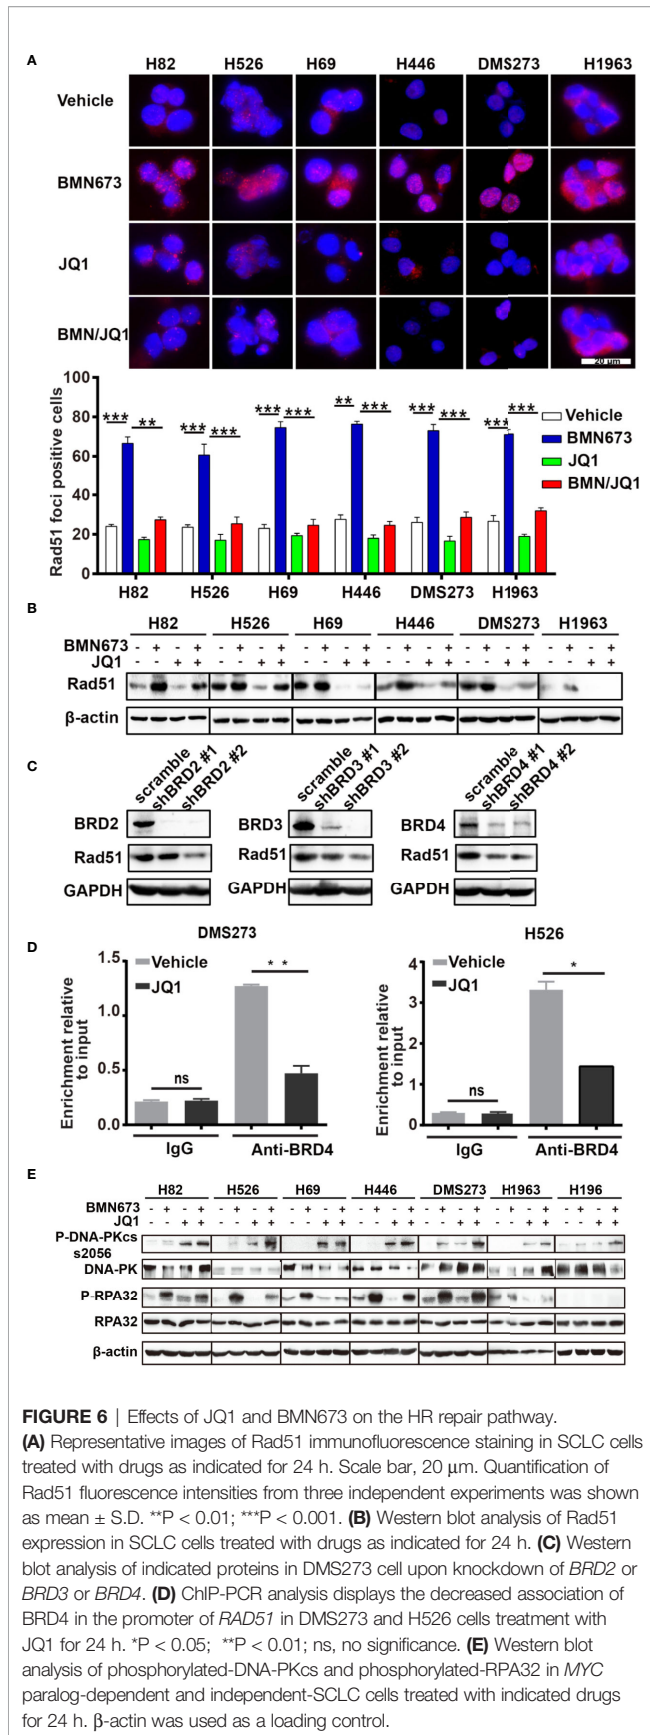 A
H82 H526 H69 H446 DMS273 H1963
Vehicle
BMN673
JQ1
BMN/JQ1
20 µm
Rad51 foci positive cells
100
80
60
40
20
0
*** ** *** *** *** *** ** *** *** *** *** ***
Vehicle
BMN673
JQ1
BMN/JQ1
H82 H526 H69 H446 DMS273 H1963
B
H82 H526 H69 H446 DMS273 H1963
BMN673 - + - + - + - + - + - + - + - + - + - + - + - +
JQ1 - - + + - - + + - - + + - - + + - - + + - - + +
Rad51
β-actin
C
scramble shBRD2 #1 shBRD2 #2
BRD2
Rad51
GAPDH
scramble shBRD3 #1 shBRD3 #2
BRD3
Rad51
GAPDH
scramble shBRD4 #1 shBRD4 #2
BRD4
Rad51
GAPDH
D
DMS273
Enrichment relative to input
1.5
1.0
0.5
0.0
Vehicle
JQ1
ns
* *
IgG Anti-BRD4
H526
Enrichment relative to input
4
3
2
1
0
Vehicle
JQ1
ns
*
IgG Anti-BRD4
E
H82 H526 H69 H446 DMS273 H1963 H196
BMN673 - + - + - + - + - + - + - + - + - + - + - + - + - + - +
JQ1 - - + + - - + + - - + + - - + + - - + + - - + + - - + +
P-DNA-PKcs
s2056
DNA-PK
P-RPA32
RPA32
β-actin
FIGURE 6 | Effects of JQ1 and BMN673 on the HR repair pathway.
(A) Representative images of Rad51 immunofluorescence staining in SCLC cells
treated with drugs as indicated for 24 h. Scale bar, 20 µm. Quantification of
Rad51 fluorescence intensities from three independent experiments was shown
as mean ± S.D. **P < 0.01; ***P < 0.001. (B) Western blot analysis of Rad51
expression in SCLC cells treated with drugs as indicated for 24 h. (C) Western
blot analysis of indicated proteins in DMS273 cell upon knockdown of BRD2 or
BRD3 or BRD4. (D) ChIP-PCR analysis displays the decreased association of
BRD4 in the promoter of RAD51 in DMS273 and H526 cells treatment with
JQ1 for 24 h. *P < 0.05; **P < 0.01; ns, no significance. (E) Western blot
analysis of phosphorylated-DNA-PKcs and phosphorylated-RPA32 in MYC
paralog-dependent and independent-SCLC cells treated with indicated drugs
for 24 h. β-actin was used as a loading control.